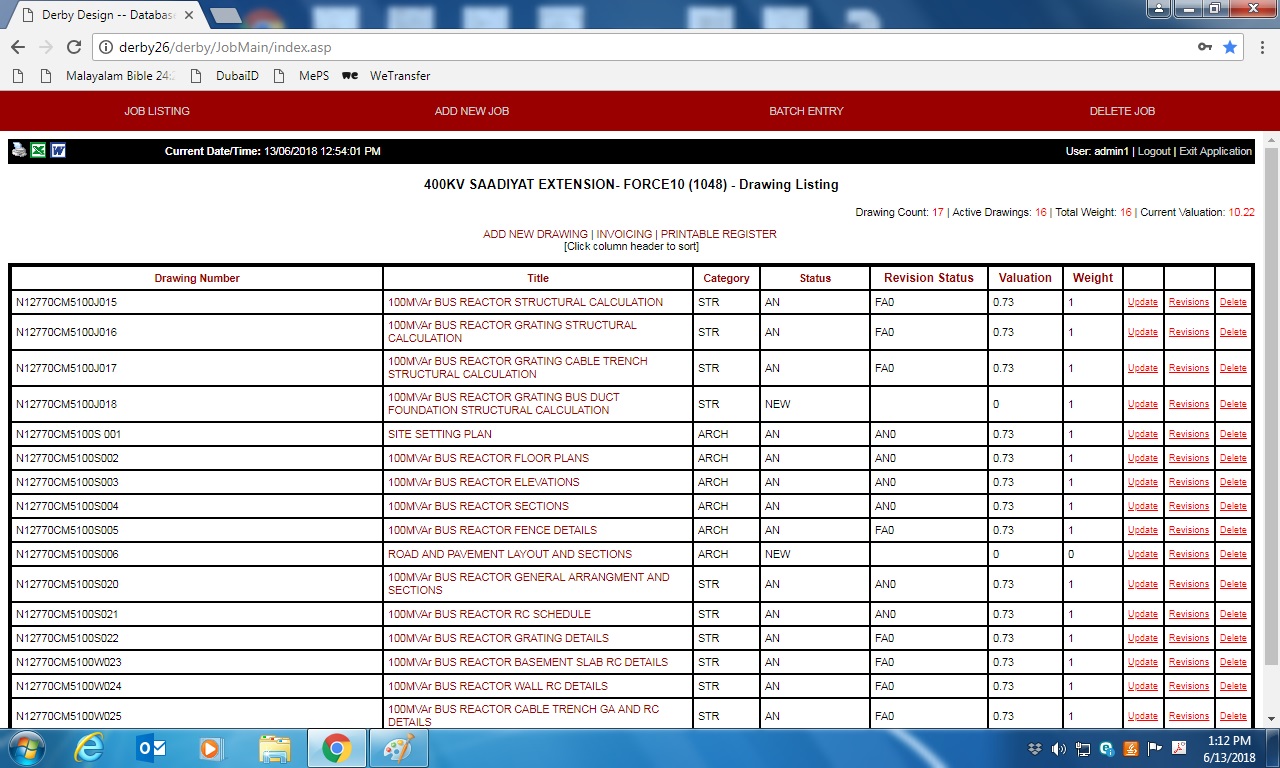 Derby Design -- Database
derby26/derby/JobMain/index.asp
Malayalam Bible 24:
DubaiID
MePS
we WeTransfer
JOB LISTING ADD NEW JOB BATCH ENTRY DELETE JOB
Current Date/Time: 13/06/2018 12:54:01 PM User: admin1 | Logout | Exit Application
400KV SAADIYAT EXTENSION- FORCE10 (1048) - Drawing Listing
Drawing Count: 17 | Active Drawings: 16 | Total Weight: 16 | Current Valuation: 10.22
ADD NEW DRAWING | INVOICING | PRINTABLE REGISTER
[Click column header to sort]
Drawing Number Title Category Status Revision Status Valuation Weight
N12770CM5100J015 100MVAr BUS REACTOR STRUCTURAL CALCULATION STR AN FA0 0.73 1 Update Revisions Delete
N12770CM5100J016 100MVAr BUS REACTOR GRATING STRUCTURAL
CALCULATION STR AN FA0 0.73 1 Update Revisions Delete
N12770CM5100J017 100MVAr BUS REACTOR GRATING CABLE TRENCH
STRUCTURAL CALCULATION STR AN FA0 0.73 1 Update Revisions Delete
N12770CM5100J018 100MVAr BUS REACTOR GRATING BUS DUCT
FOUNDATION STRUCTURAL CALCULATION STR NEW 0 1 Update Revisions Delete
N12770CM5100S 001 SITE SETTING PLAN ARCH AN AN0 0.73 1 Update Revisions Delete
N12770CM5100S002 100MVAr BUS REACTOR FLOOR PLANS ARCH AN AN0 0.73 1 Update Revisions Delete
N12770CM5100S003 100MVAr BUS REACTOR ELEVATIONS ARCH AN AN0 0.73 1 Update Revisions Delete
N12770CM5100S004 100MVAr BUS REACTOR SECTIONS ARCH AN AN0 0.73 1 Update Revisions Delete
N12770CM5100S005 100MVAr BUS REACTOR FENCE DETAILS ARCH AN FA0 0.73 1 Update Revisions Delete
N12770CM5100S006 ROAD AND PAVEMENT LAYOUT AND SECTIONS ARCH NEW 0 0 Update Revisions Delete
N12770CM5100S020 100MVAr BUS REACTOR GENERAL ARRANGMENT AND
SECTIONS STR AN AN0 0.73 1 Update Revisions Delete
N12770CM5100S021 100MVAr BUS REACTOR RC SCHEDULE STR AN AN0 0.73 1 Update Revisions Delete
N12770CM5100S022 100MVAr BUS REACTOR GRATING DETAILS STR AN FA0 0.73 1 Update Revisions Delete
N12770CM5100W023 100MVAr BUS REACTOR BASEMENT SLAB RC DETAILS STR AN FA0 0.73 1 Update Revisions Delete
N12770CM5100W024 100MVAr BUS REACTOR WALL RC DETAILS STR AN FA0 0.73 1 Update Revisions Delete
N12770CM5100W025 100MVAr BUS REACTOR CABLE TRENCH GA AND RC
DETAILS STR AN FA0 0.73 1 Update Revisions Delete
1:12 PM
6/13/2018